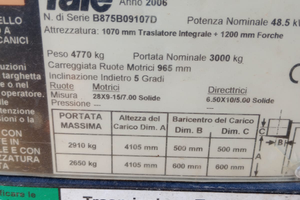 Yale Anno 2006
N. di Serie B875B09107D Potenza Nominale 48.5 k
Attrezzatura: 1070 mm Traslatore Integrale + 1200 mm Forche
Peso 4770 kg Portata Nominale 3000 kg
Carreggiata Ruote Motrici 965 mm
Inclinazione Indietro 5 Gradi
Ruote Motrici Direttrici
Misura 28X9-15/7.00 Solide 6.50X10/5.00 Solide
Pressione --- ---
PORTATA MASSIMA Altezza del Carico Dim. A Baricentro del Carico Dim. B Dim. C
2910 kg 4105 mm 500 mm 500 mm
2650 kg 4105 mm 600 mm 600 mm
C
B
A